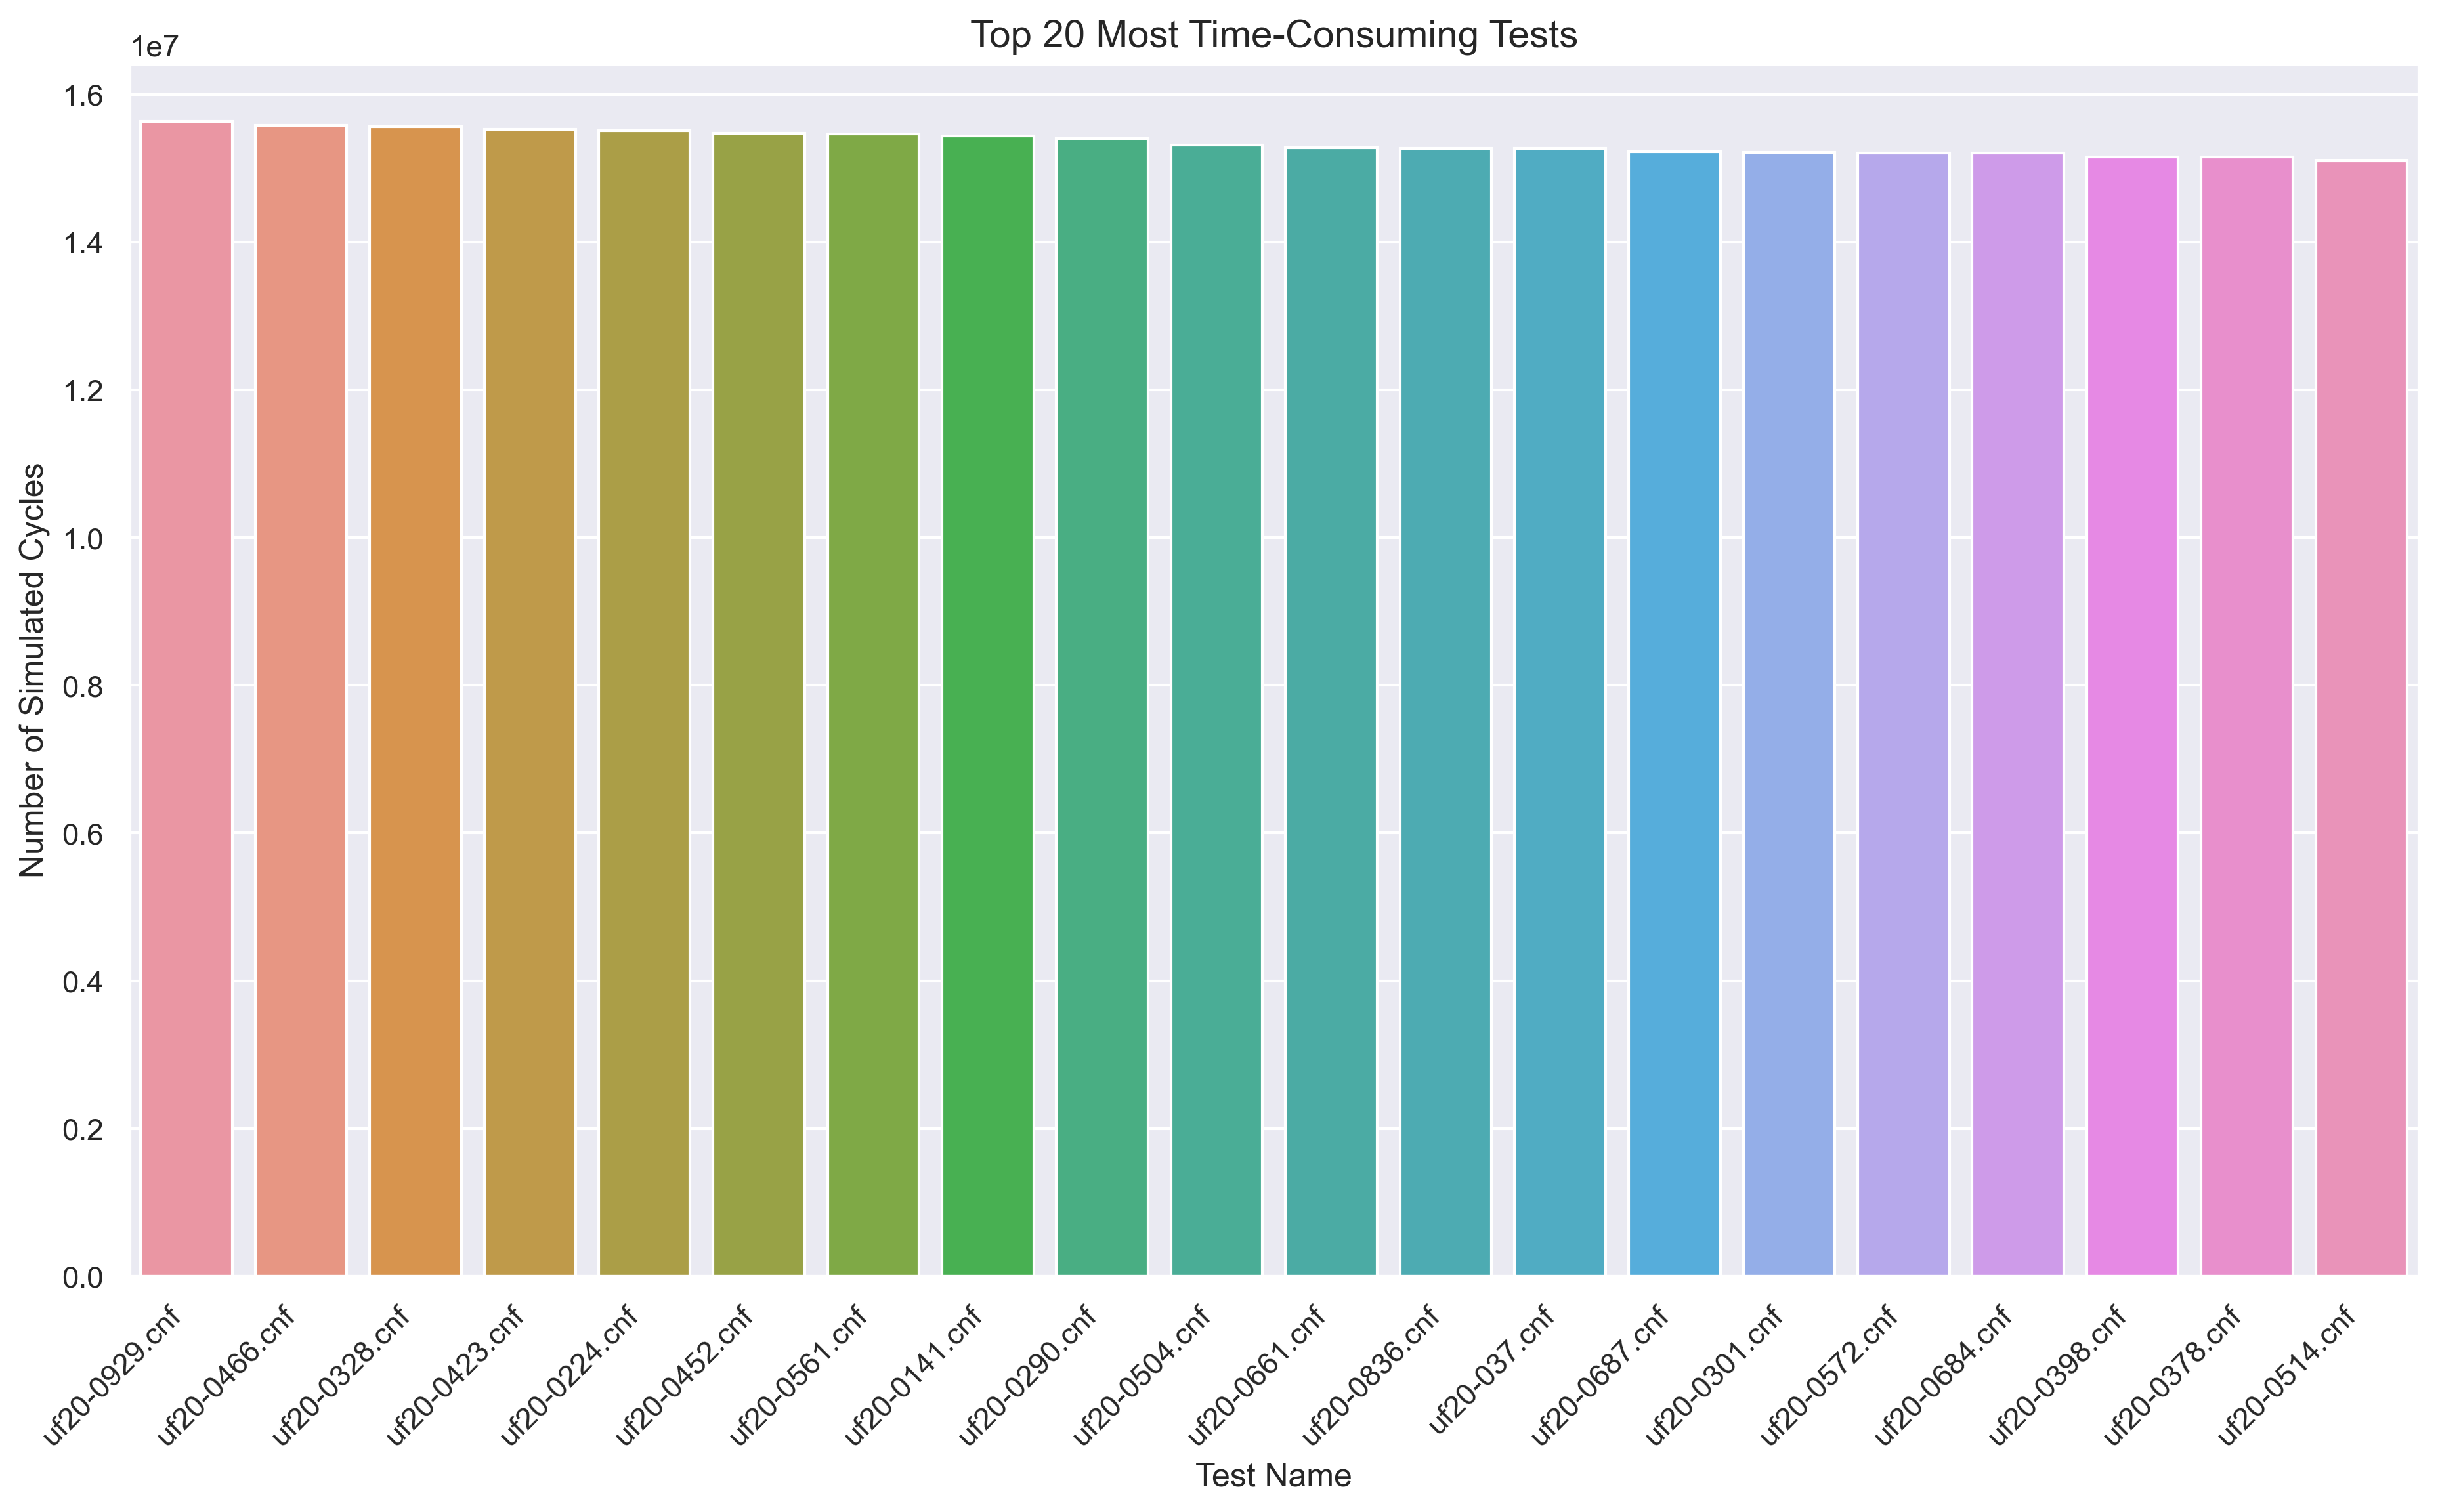 Top 20 Most Time-Consuming Tests
1e7
1.6
1.4
1.2
1.0
0.8
0.6
0.4
0.2
0.0
Number of Simulated Cycles
uf20-0929.cnf
uf20-0466.cnf
uf20-0328.cnf
uf20-0423.cnf
uf20-0224.cnf
uf20-0452.cnf
uf20-0561.cnf
uf20-0141.cnf
uf20-0290.cnf
uf20-0504.cnf
uf20-0661.cnf
uf20-0836.cnf
uf20-037.cnf
uf20-0687.cnf
uf20-0301.cnf
uf20-0572.cnf
uf20-0684.cnf
uf20-0398.cnf
uf20-0378.cnf
uf20-0514.cnf
Test Name